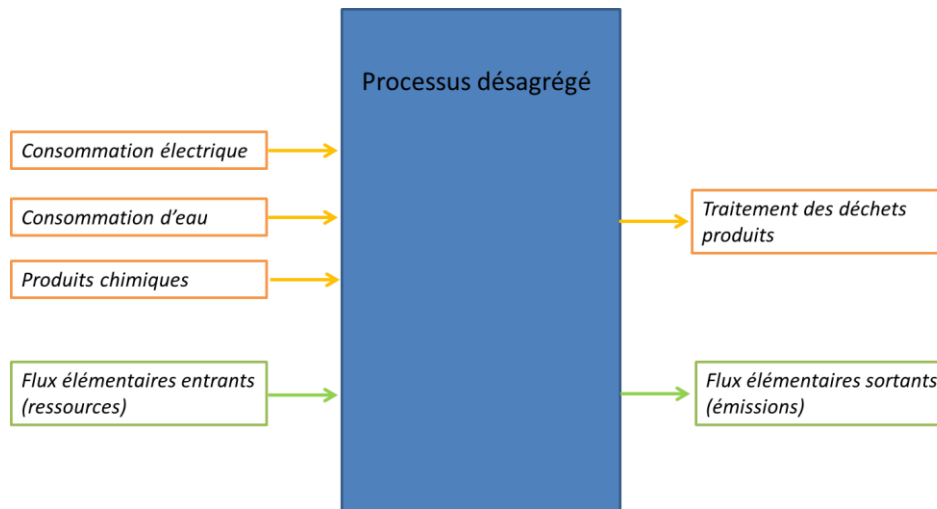 Processus désagrégé
Consommation électrique
Consommation d'eau
Produits chimiques
Flux élémentaires entrants
(ressources)
Traitement des déchets
produits
Flux élémentaires sortants
(émissions)